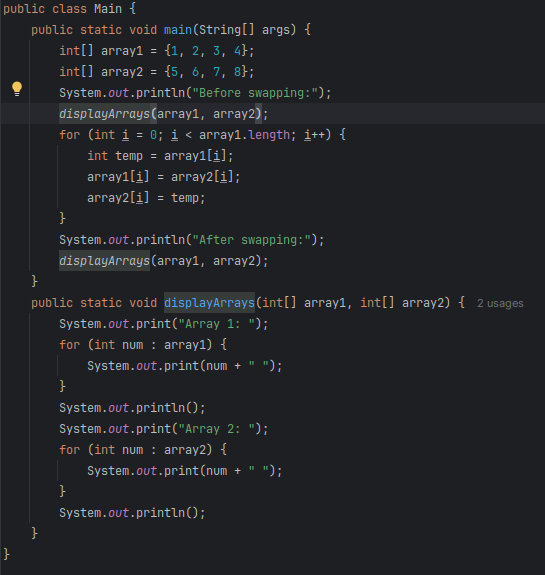 public class Main {
    public static void main(String[] args) {
        int[] array1 = {1, 2, 3, 4};
        int[] array2 = {5, 6, 7, 8};
        System.out.println("Before swapping:");
        displayArrays(array1, array2);
        for (int i = 0; i < array1.length; i++) {
            int temp = array1[i];
            array1[i] = array2[i];
            array2[i] = temp;
        }
        System.out.println("After swapping:");
        displayArrays(array1, array2);
    }
    public static void displayArrays(int[] array1, int[] array2) { 2 usages
        System.out.print("Array 1: ");
        for (int num : array1) {
            System.out.print(num + " ");
        }
        System.out.println();
        System.out.print("Array 2: ");
        for (int num : array2) {
            System.out.print(num + " ");
        }
        System.out.println();
    }
}